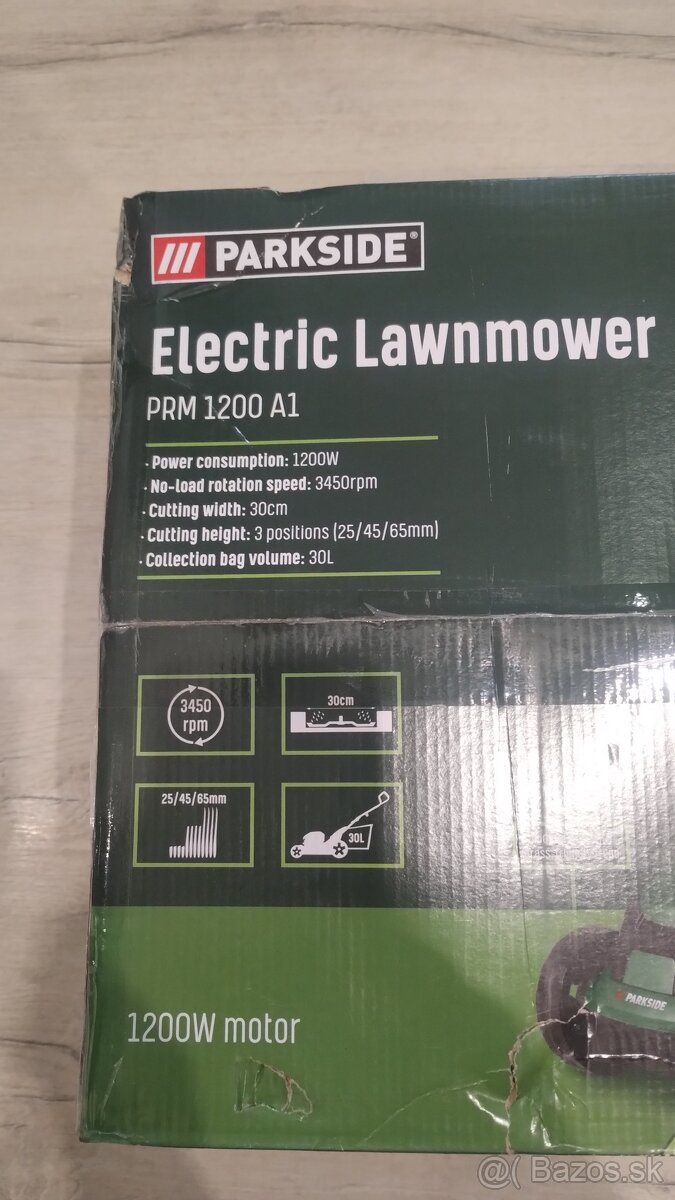 PARKSIDE®
Electric Lawnmower
PRM 1200 A1
· Power consumption: 1200W
· No-load rotation speed: 3450rpm
· Cutting width: 30cm
· Cutting height: 3 positions (25/45/65mm)
· Collection bag volume: 30L
3450
rpm
30cm
25/45/65mm
30L
PARKSIDE
1200W motor
@( Bazos.sk